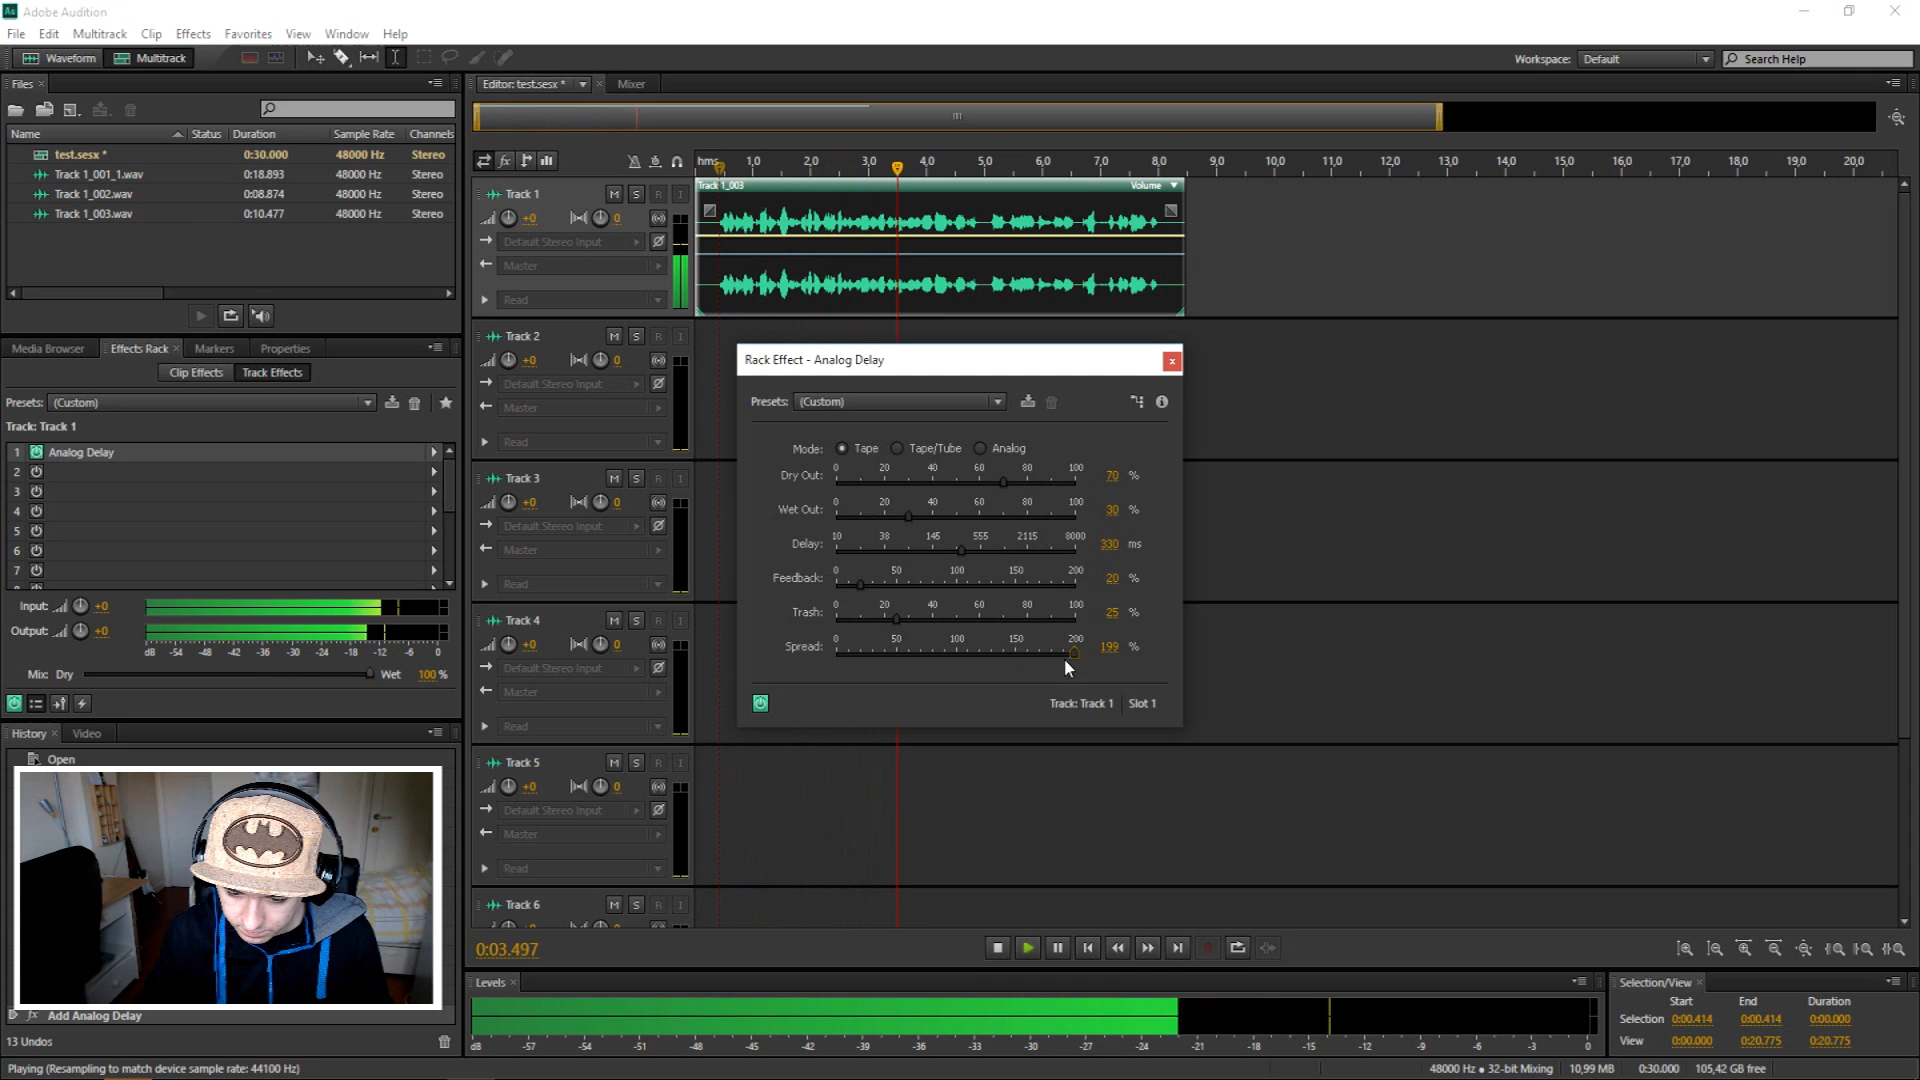 Au Adobe Audition
File Edit Multitrack Clip Effects Favorites View Window Help
Waveform Multitrack Workspace: Default Search Help
Files
Name Status Duration Sample Rate Channels
test.sesx * 0:30.000 48000 Hz Stereo
Track 1_001_1.wav 0:18.893 48000 Hz Stereo
Track 1_002.wav 0:08.874 48000 Hz Stereo
Track 1_003.wav 0:10.477 48000 Hz Stereo
Media Browser Effects Rack Markers Properties
Clip Effects Track Effects
Presets: (Custom)
Track: Track 1
1 Analog Delay
2
3
4
5
6
7
Input: +0
Output: +0
dB -54 -48 -42 -36 -30 -24 -18 -12 -6 0
Mix: Dry Wet 100 %
History Video
Open
fx Add Analog Delay
13 Undos
Editor: test.sesx * Mixer
fx hms 1,0 2,0 3,0 4,0 5,0 6,0 7,0 8,0 9,0 10,0 11,0 12,0 13,0 14,0 15,0 16,0 17,0 18,0 19,0 20,0
Track 1 M S R I
+0 0
Default Stereo Input
Master
Read
Track 1_003 Volume
Track 2 M S R I
+0 0
Default Stereo Input
Master
Read
Track 3 M S R I
+0 0
Default Stereo Input
Master
Read
Track 4 M S R I
+0 0
Default Stereo Input
Master
Read
Track 5 M S R I
+0 0
Default Stereo Input
Master
Read
Track 6 M S R I
Rack Effect - Analog Delay
Presets: (Custom)
Mode: Tape Tape/Tube Analog
0 20 40 60 80 100
Dry Out: 70 %
0 20 40 60 80 100
Wet Out: 30 %
10 38 145 555 2115 8000
Delay: 330 ms
0 50 100 150 200
Feedback: 20 %
0 20 40 60 80 100
Trash: 25 %
0 50 100 150 200
Spread: 199 %
Track: Track 1 Slot 1
0:03.497
Levels
dB -57 -54 -51 -48 -45 -42 -39 -36 -33 -30 -27 -24 -21 -18 -15 -12 -9 -6 -3 0
Selection/View
Start End Duration
Selection 0:00.414 0:00.414 0:00.000
View 0:00.000 0:20.775 0:20.775
Playing (Resampling to match device sample rate: 44100 Hz)
48000 Hz ● 32-bit Mixing 10,99 MB 0:30.000 105,42 GB free